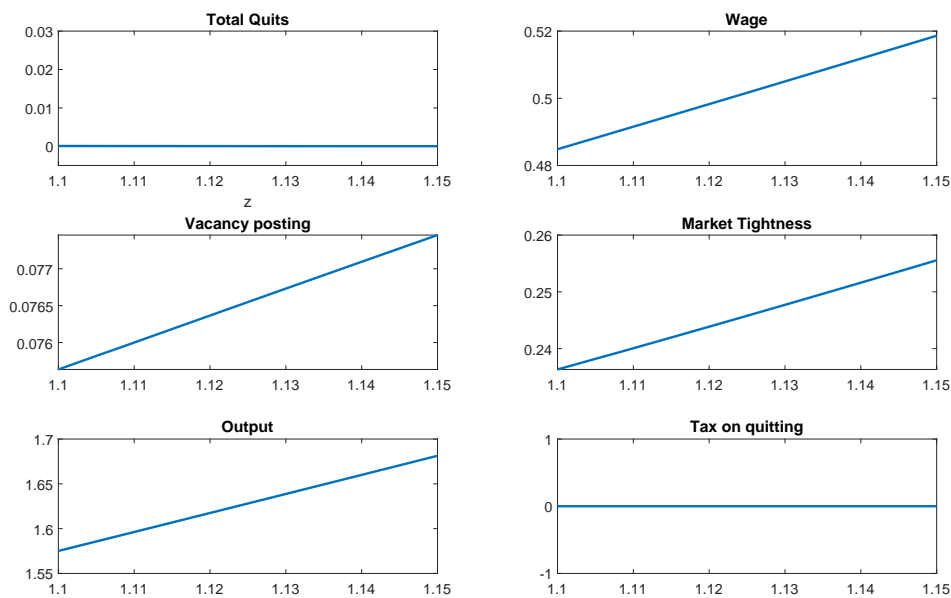 Total Quits
0.03
0.02
0.01
0
1.1 1.11 1.12 1.13 1.14 1.15
z
Wage
0.52
0.5
0.48
1.1 1.11 1.12 1.13 1.14 1.15
Vacancy posting
0.077
0.0765
0.076
1.1 1.11 1.12 1.13 1.14 1.15
Market Tightness
0.26
0.25
0.24
1.1 1.11 1.12 1.13 1.14 1.15
Output
1.7
1.65
1.6
1.55
1.1 1.11 1.12 1.13 1.14 1.15
Tax on quitting
1
0
-1
1.1 1.11 1.12 1.13 1.14 1.15